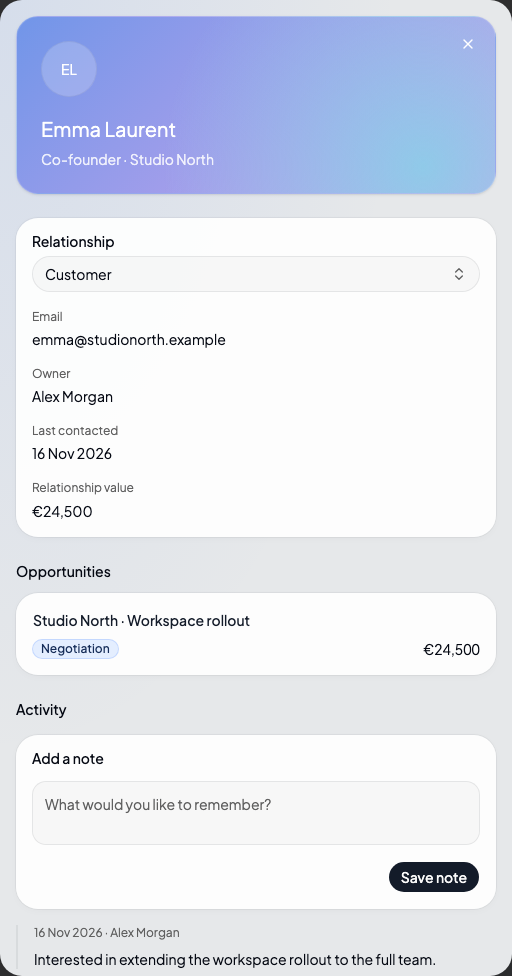 EL
Emma Laurent
Co-founder · Studio North
Relationship
Customer
Email
emma@studionorth.example
Owner
Alex Morgan
Last contacted
16 Nov 2026
Relationship value
€24,500
Opportunities
Studio North · Workspace rollout
Negotiation €24,500
Activity
Add a note
What would you like to remember?
Save note
16 Nov 2026 · Alex Morgan
Interested in extending the workspace rollout to the full team.